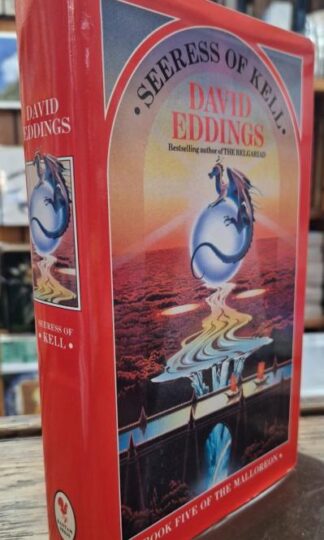 DAVID
EDDINGS
SEERESS OF
• KELL •
• SEERESS OF KELL •
DAVID
EDDINGS
Bestselling author of THE BELGARIAD
BOOK FIVE OF THE MALLOREON •